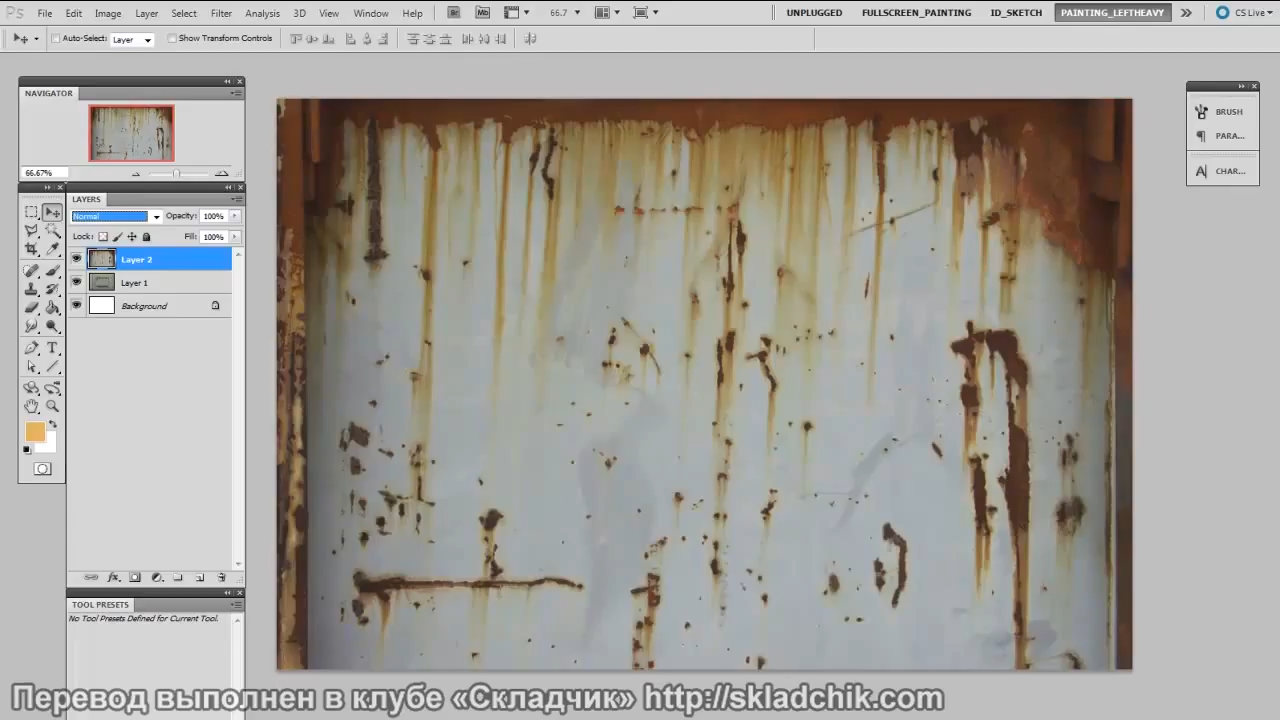 Ps File Edit Image Layer Select Filter Analysis 3D View Window Help Br Mb 66.7 UNPLUGGED FULLSCREEN_PAINTING ID_SKETCH PAINTING_LEFTHEAVY CS Live
Auto-Select: Layer Show Transform Controls
NAVIGATOR
66.67%
LAYERS
Normal Opacity: 100%
Lock: Fill: 100%
Layer 2
Layer 1
Background
TOOL PRESETS
No Tool Presets Defined for Current Tool.
BRUSH
PARA...
CHAR...
Перевод выполнен в клубе «Складчик» http://skladchik.com